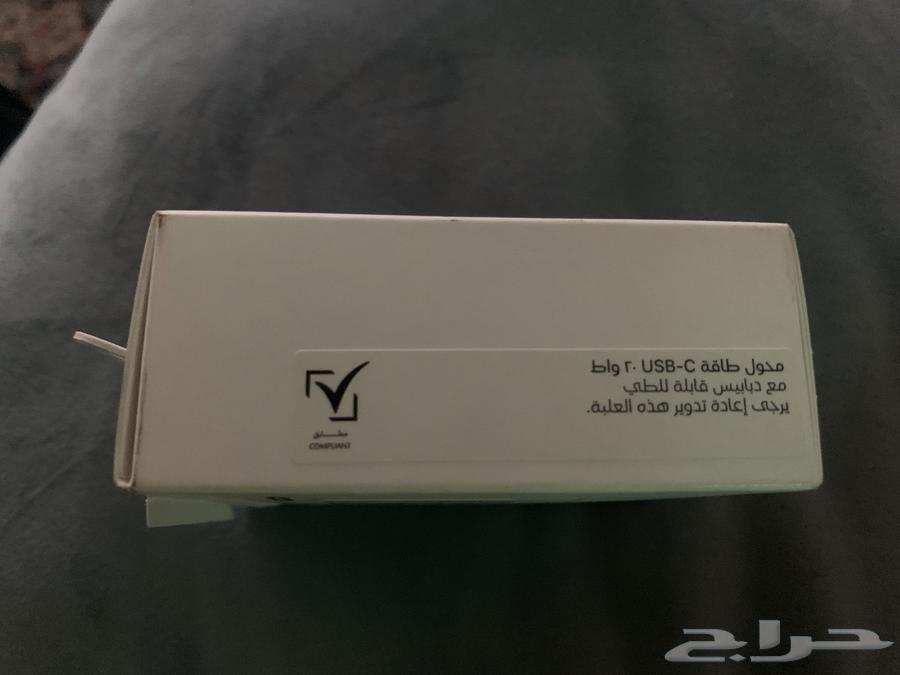 محول طاقة USB-C ٢٠ واط
مع دبابيس قابلة للطي
يرجى إعادة تدوير هذه العلبة.
مطابق
COMPLIANT
حراج